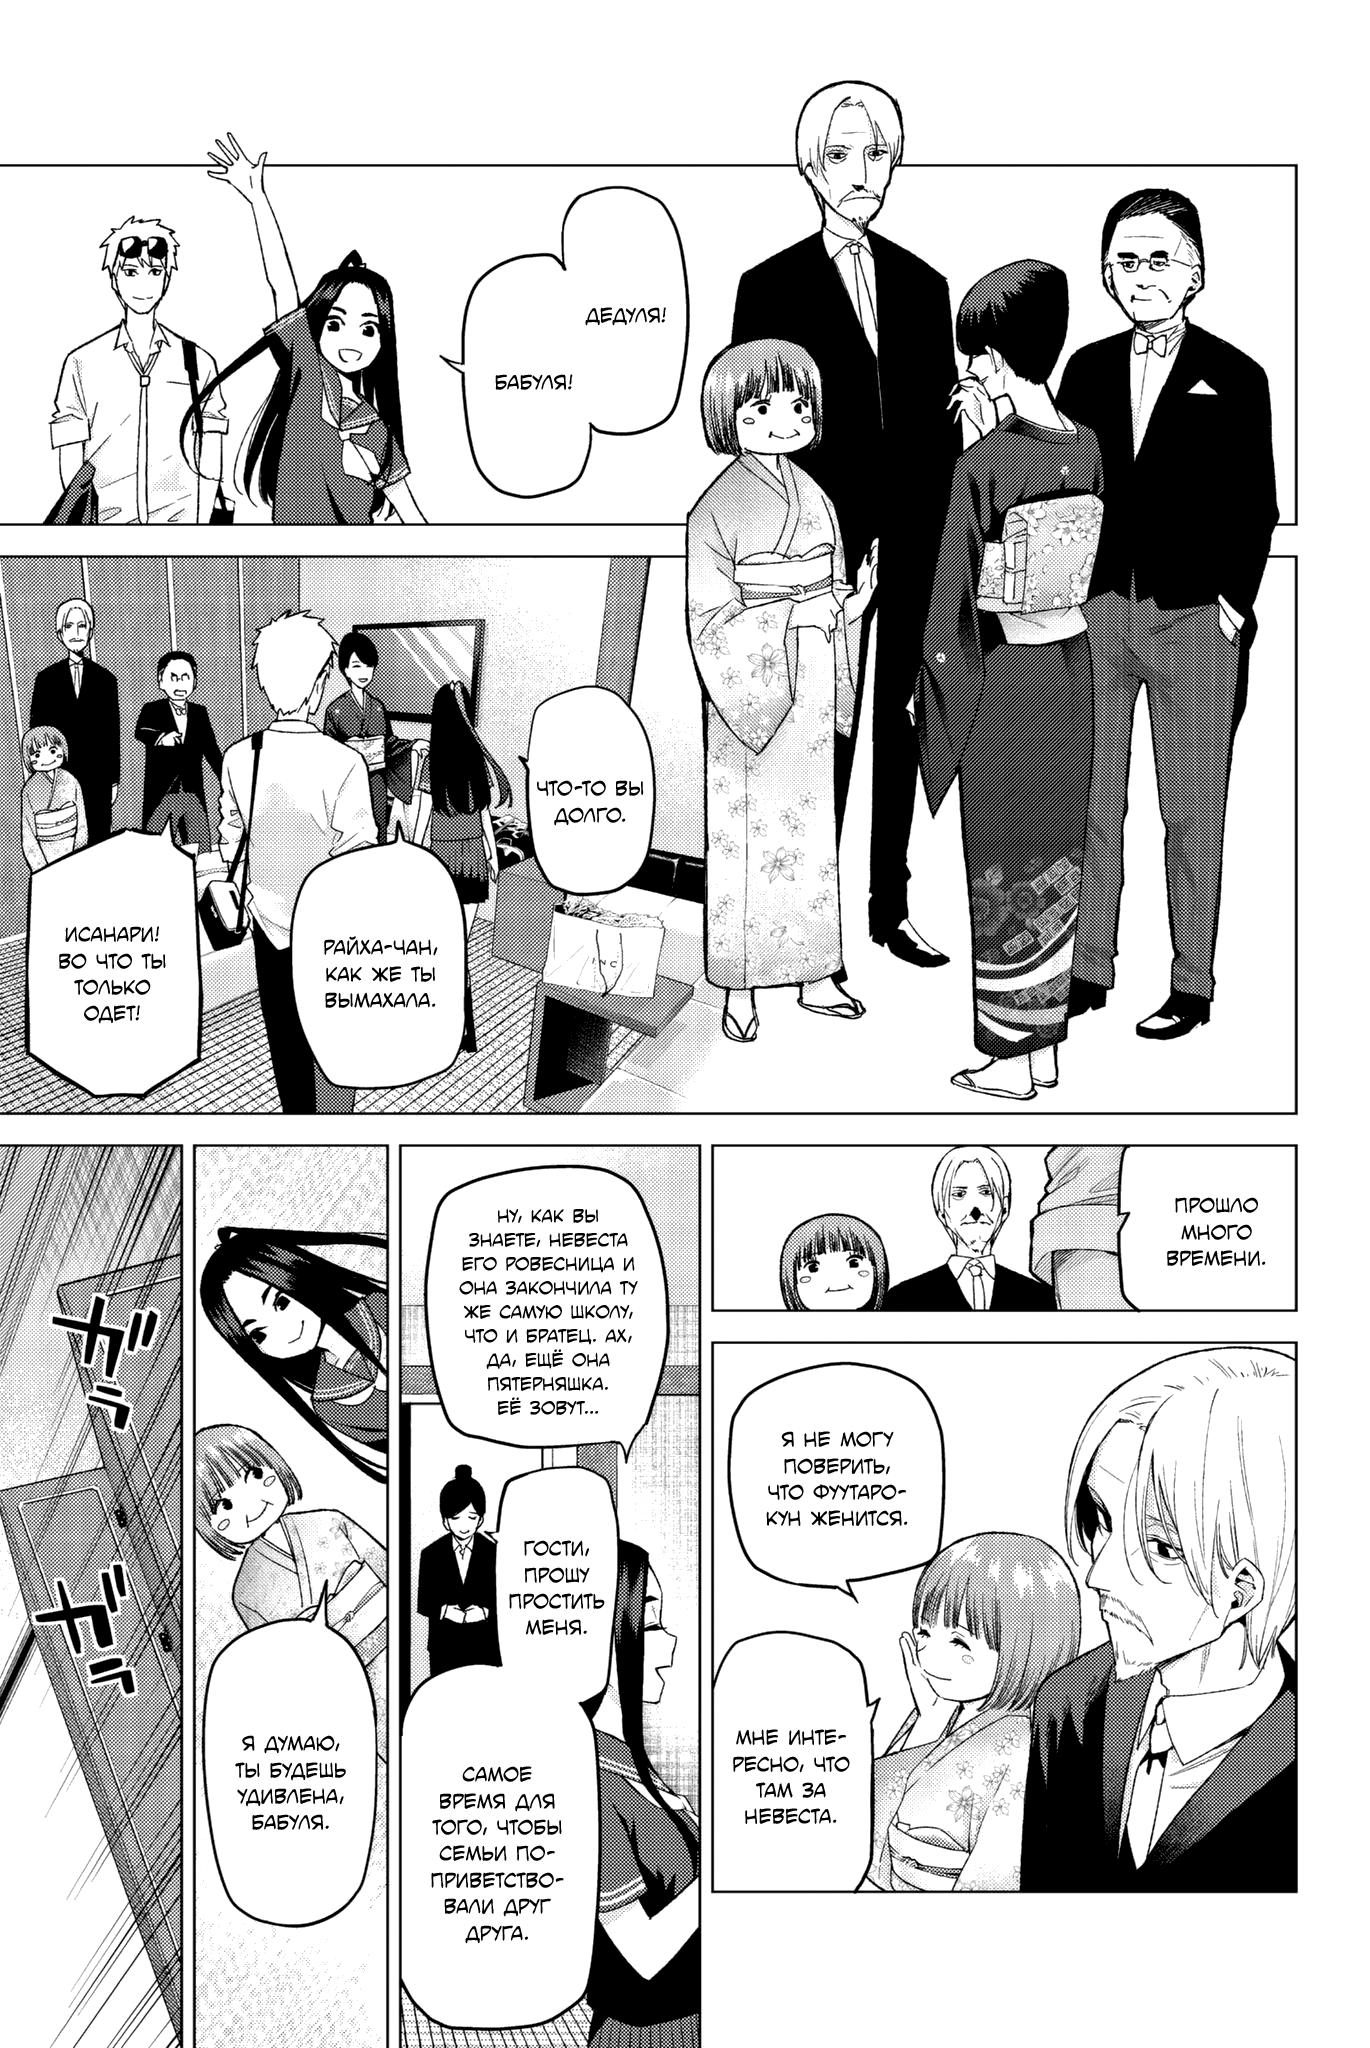 ДЕДУЛЯ!
БАБУЛЯ!
ЧТО-ТО ВЫ
ДОЛГО.
РАЙХА-ЧАН,
КАК ЖЕ ТЫ
ВЫМАХАЛА.
ИСАНАРИ!
ВО ЧТО ТЫ
ТОЛЬКО
ОДЕТ!
INC
ПРОШЛО
МНОГО
ВРЕМЕНИ.
Я НЕ МОГУ
ПОВЕРИТЬ,
ЧТО ФУУТАРО-
КУН ЖЕНИТСЯ.
МНЕ ИНТЕ-
РЕСНО, ЧТО
ТАМ ЗА
НЕВЕСТА.
НУ, КАК ВЫ
ЗНАЕТЕ, НЕВЕСТА
ЕГО РОВЕСНИЦА И
ОНА ЗАКОНЧИЛА ТУ
ЖЕ САМУЮ ШКОЛУ,
ЧТО И БРАТЕЦ. АХ,
ДА, ЕЩЁ ОНА
ПЯТЕРНЯШКА.
ЕЁ ЗОВУТ...
ГОСТИ,
ПРОШУ
ПРОСТИТЬ
МЕНЯ.
САМОЕ
ВРЕМЯ ДЛЯ
ТОГО, ЧТОБЫ
СЕМЬИ ПО-
ПРИВЕТСТВО-
ВАЛИ ДРУГ
ДРУГА.
Я ДУМАЮ,
ТЫ БУДЕШЬ
УДИВЛЕНА,
БАБУЛЯ.
ガラ
ガラ